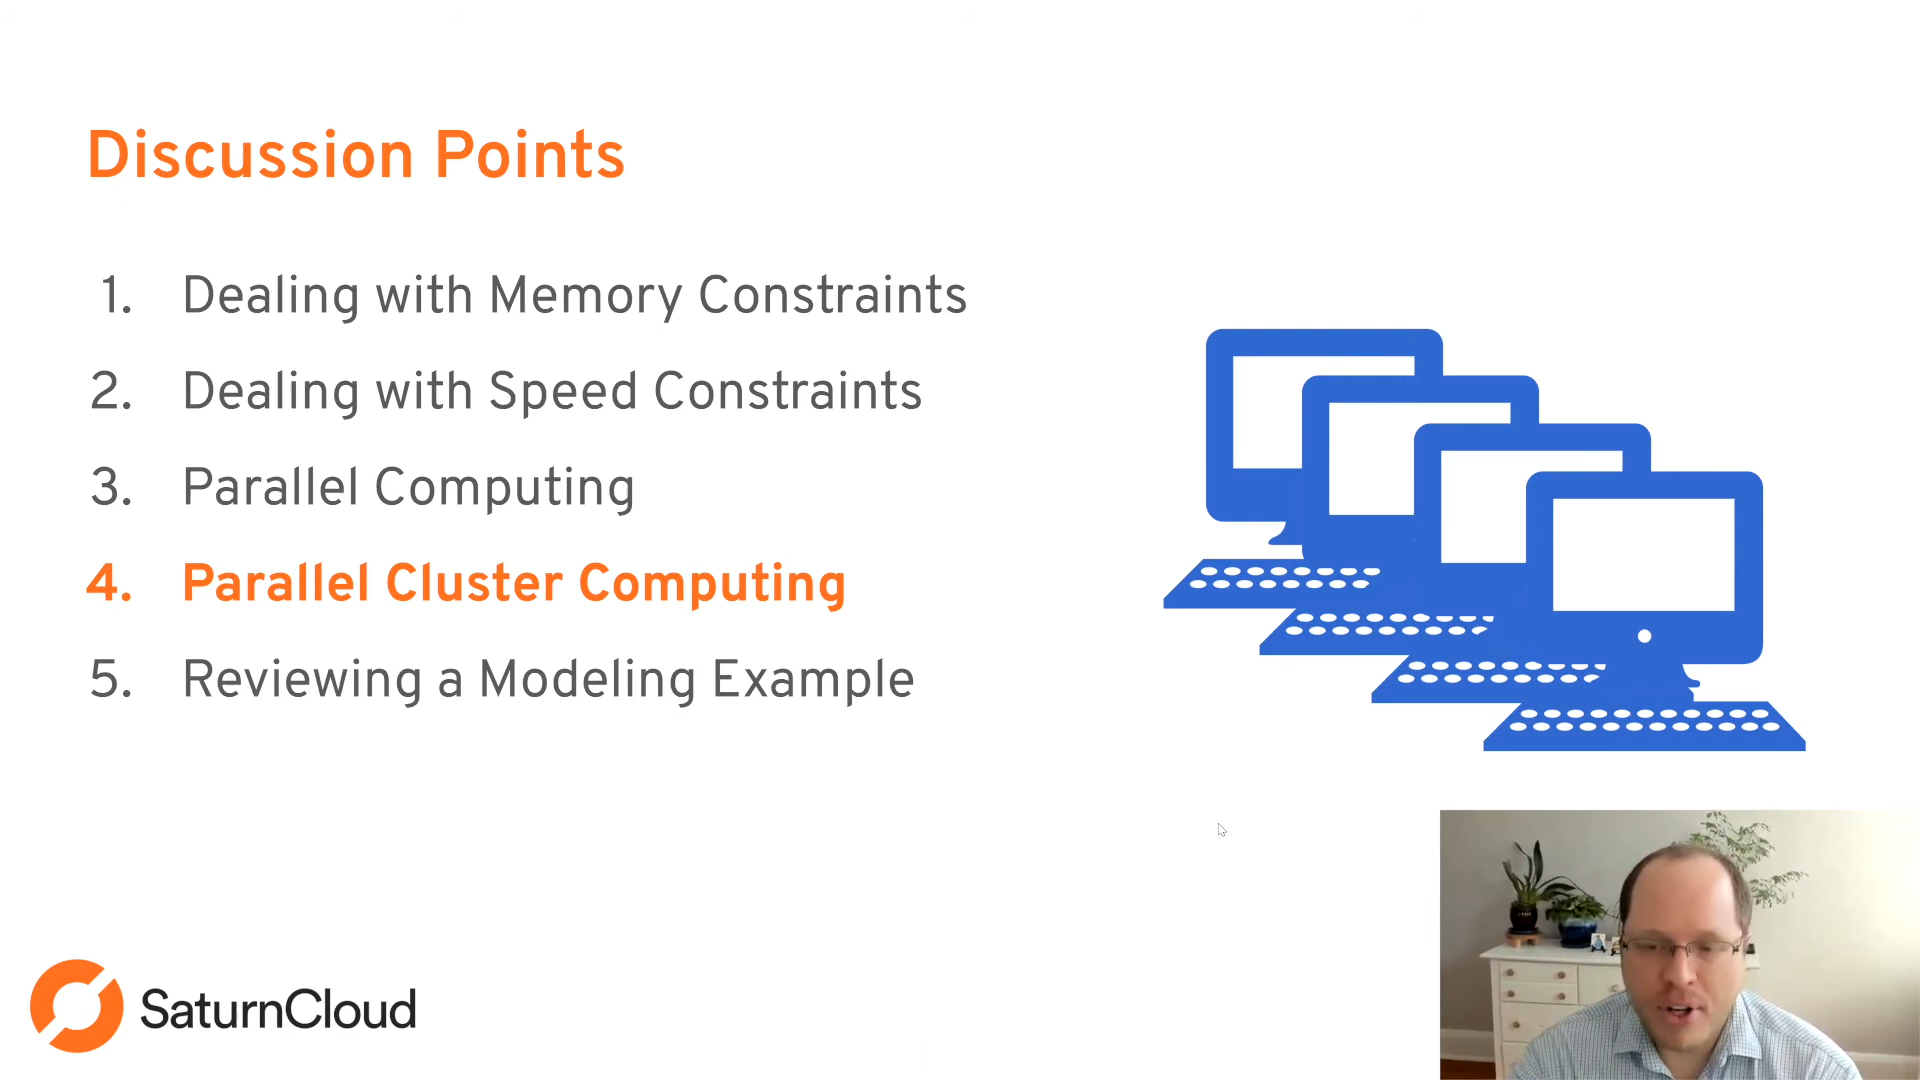 Discussion Points
1. Dealing with Memory Constraints
2. Dealing with Speed Constraints
3. Parallel Computing
4. Parallel Cluster Computing
5. Reviewing a Modeling Example
SaturnCloud